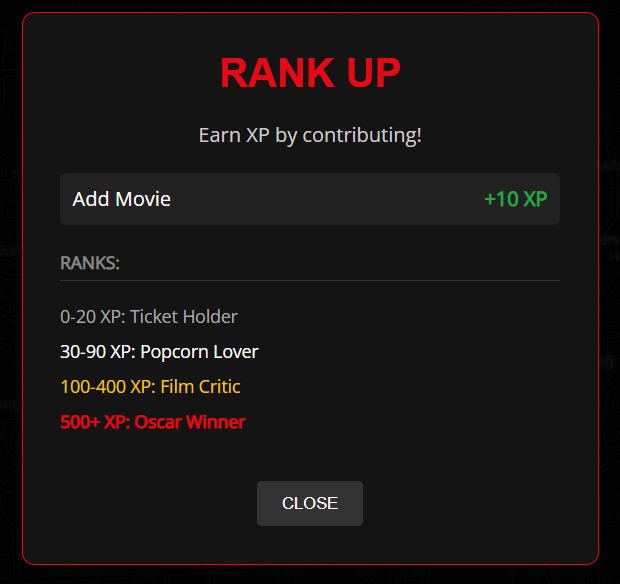 RANK UP
Earn XP by contributing!
Add Movie +10 XP
RANKS:
0-20 XP: Ticket Holder
30-90 XP: Popcorn Lover
100-400 XP: Film Critic
500+ XP: Oscar Winner
CLOSE